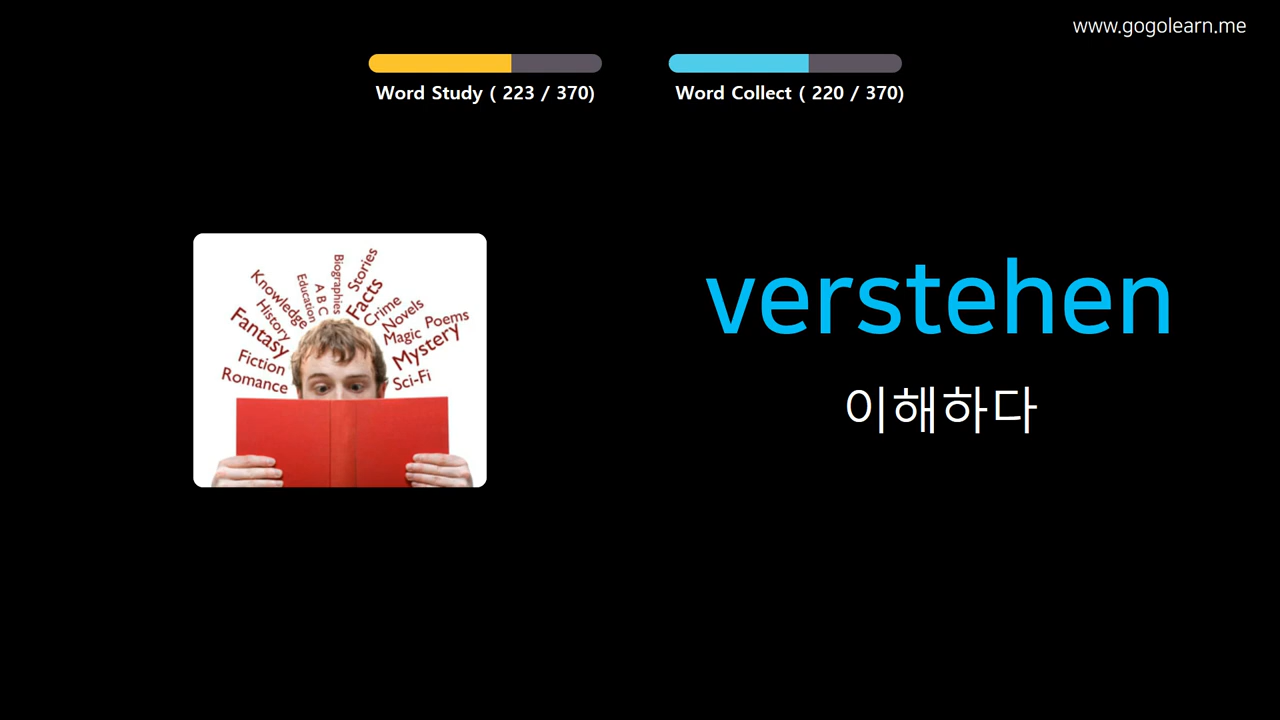 www.gogolearn.me
Word Study ( 223 / 370)
Word Collect ( 220 / 370)
Knowledge
History
Fantasy
Fiction
Romance
Education
A B C
Biographies
Stories
Facts
Crime
Novels
Magic
Poems
Mystery
Sci-Fi
verstehen
이해하다